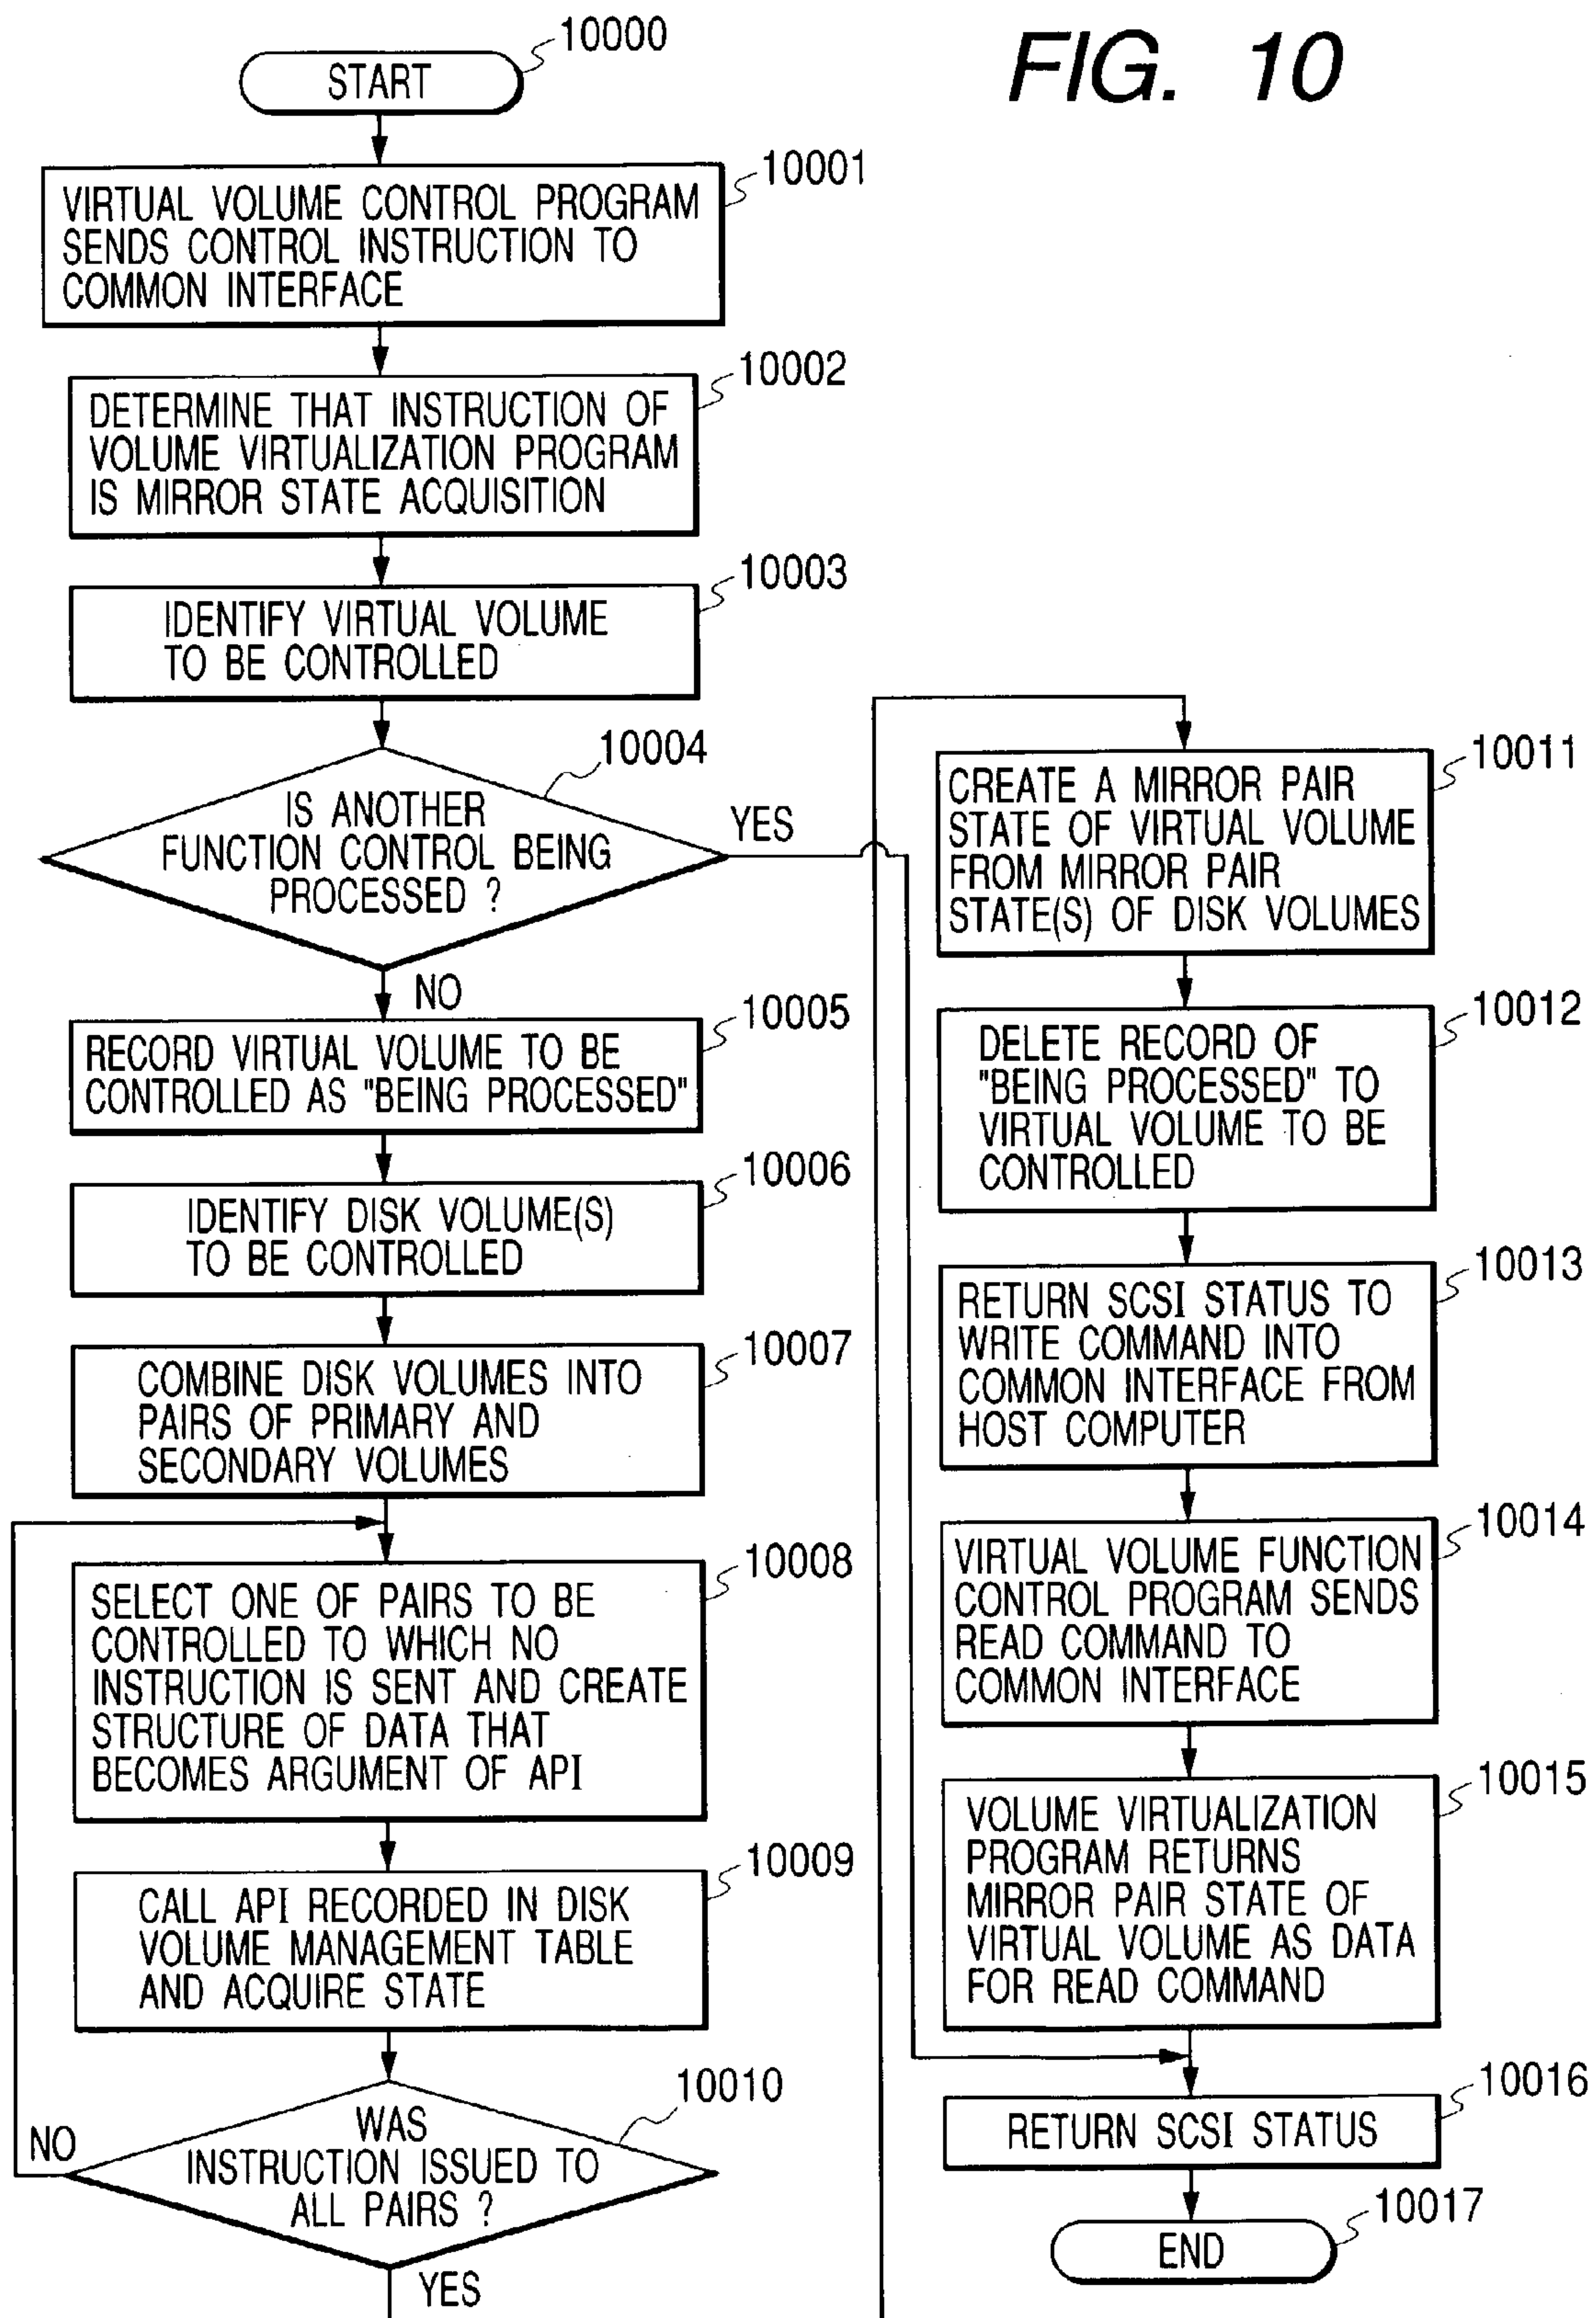 FIG. 10
10000
START
10001
VIRTUAL VOLUME CONTROL PROGRAM
SENDS CONTROL INSTRUCTION TO
COMMON INTERFACE
10002
DETERMINE THAT INSTRUCTION OF
VOLUME VIRTUALIZATION PROGRAM
IS MIRROR STATE ACQUISITION
10003
IDENTIFY VIRTUAL VOLUME
TO BE CONTROLLED
10004
IS ANOTHER
FUNCTION CONTROL BEING
PROCESSED ?
YES
NO
10005
RECORD VIRTUAL VOLUME TO BE
CONTROLLED AS "BEING PROCESSED"
10006
IDENTIFY DISK VOLUME(S)
TO BE CONTROLLED
10007
COMBINE DISK VOLUMES INTO
PAIRS OF PRIMARY AND
SECONDARY VOLUMES
10008
SELECT ONE OF PAIRS TO BE
CONTROLLED TO WHICH NO
INSTRUCTION IS SENT AND CREATE
STRUCTURE OF DATA THAT
BECOMES ARGUMENT OF API
10009
CALL API RECORDED IN DISK
VOLUME MANAGEMENT TABLE
AND ACQUIRE STATE
10010
WAS
INSTRUCTION ISSUED TO
ALL PAIRS ?
NO
YES
10011
CREATE A MIRROR PAIR
STATE OF VIRTUAL VOLUME
FROM MIRROR PAIR
STATE(S) OF DISK VOLUMES
10012
DELETE RECORD OF
"BEING PROCESSED" TO
VIRTUAL VOLUME TO BE
CONTROLLED
10013
RETURN SCSI STATUS TO
WRITE COMMAND INTO
COMMON INTERFACE FROM
HOST COMPUTER
10014
VIRTUAL VOLUME FUNCTION
CONTROL PROGRAM SENDS
READ COMMAND TO
COMMON INTERFACE
10015
VOLUME VIRTUALIZATION
PROGRAM RETURNS
MIRROR PAIR STATE OF
VIRTUAL VOLUME AS DATA
FOR READ COMMAND
10016
RETURN SCSI STATUS
10017
END